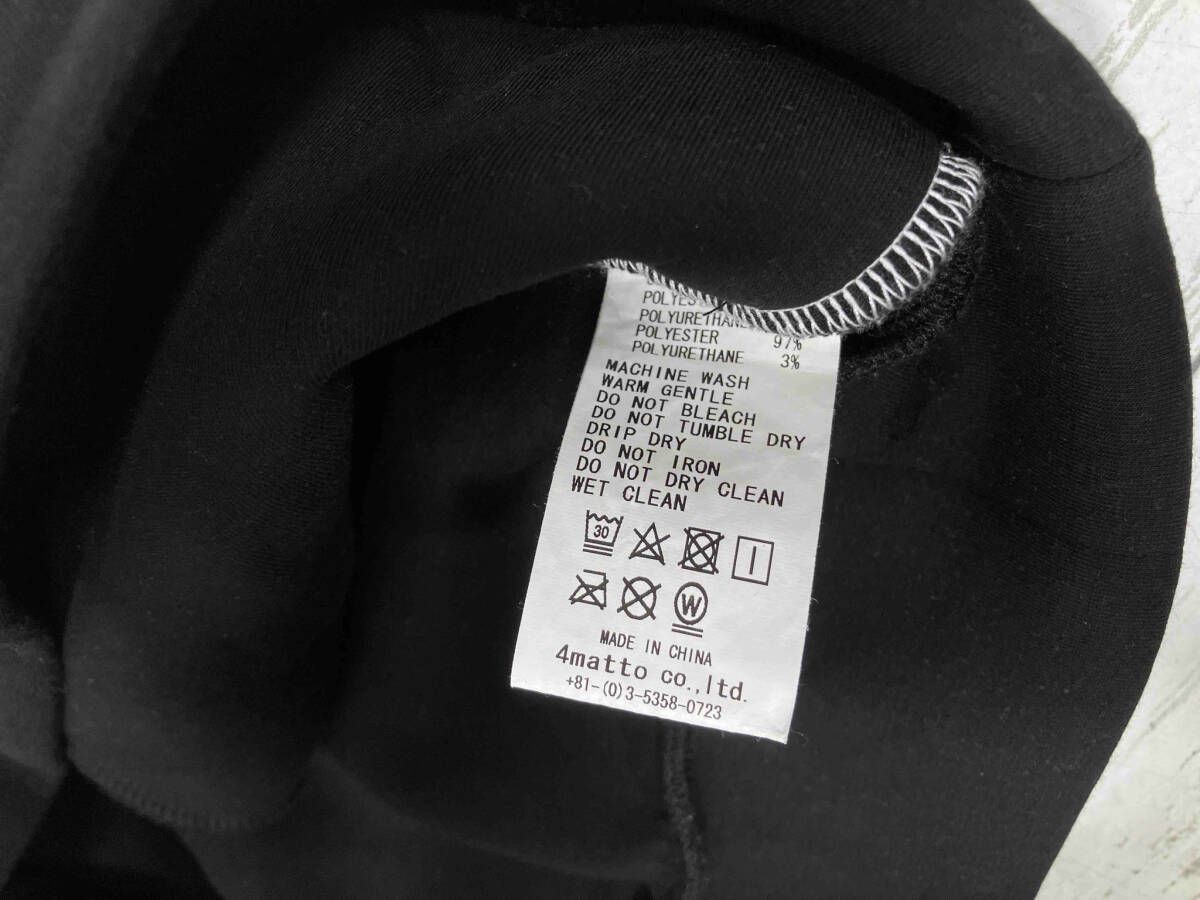 POLYURETHANE
POLYESTER 97%
POLYURETHANE 3%
MACHINE WASH
WARM GENTLE
DO NOT BLEACH
DO NOT TUMBLE DRY
DRIP DRY
DO NOT IRON
DO NOT DRY CLEAN
WET CLEAN
30
W
MADE IN CHINA
4matto co.,ltd.
+81-(0)3-5358-0723